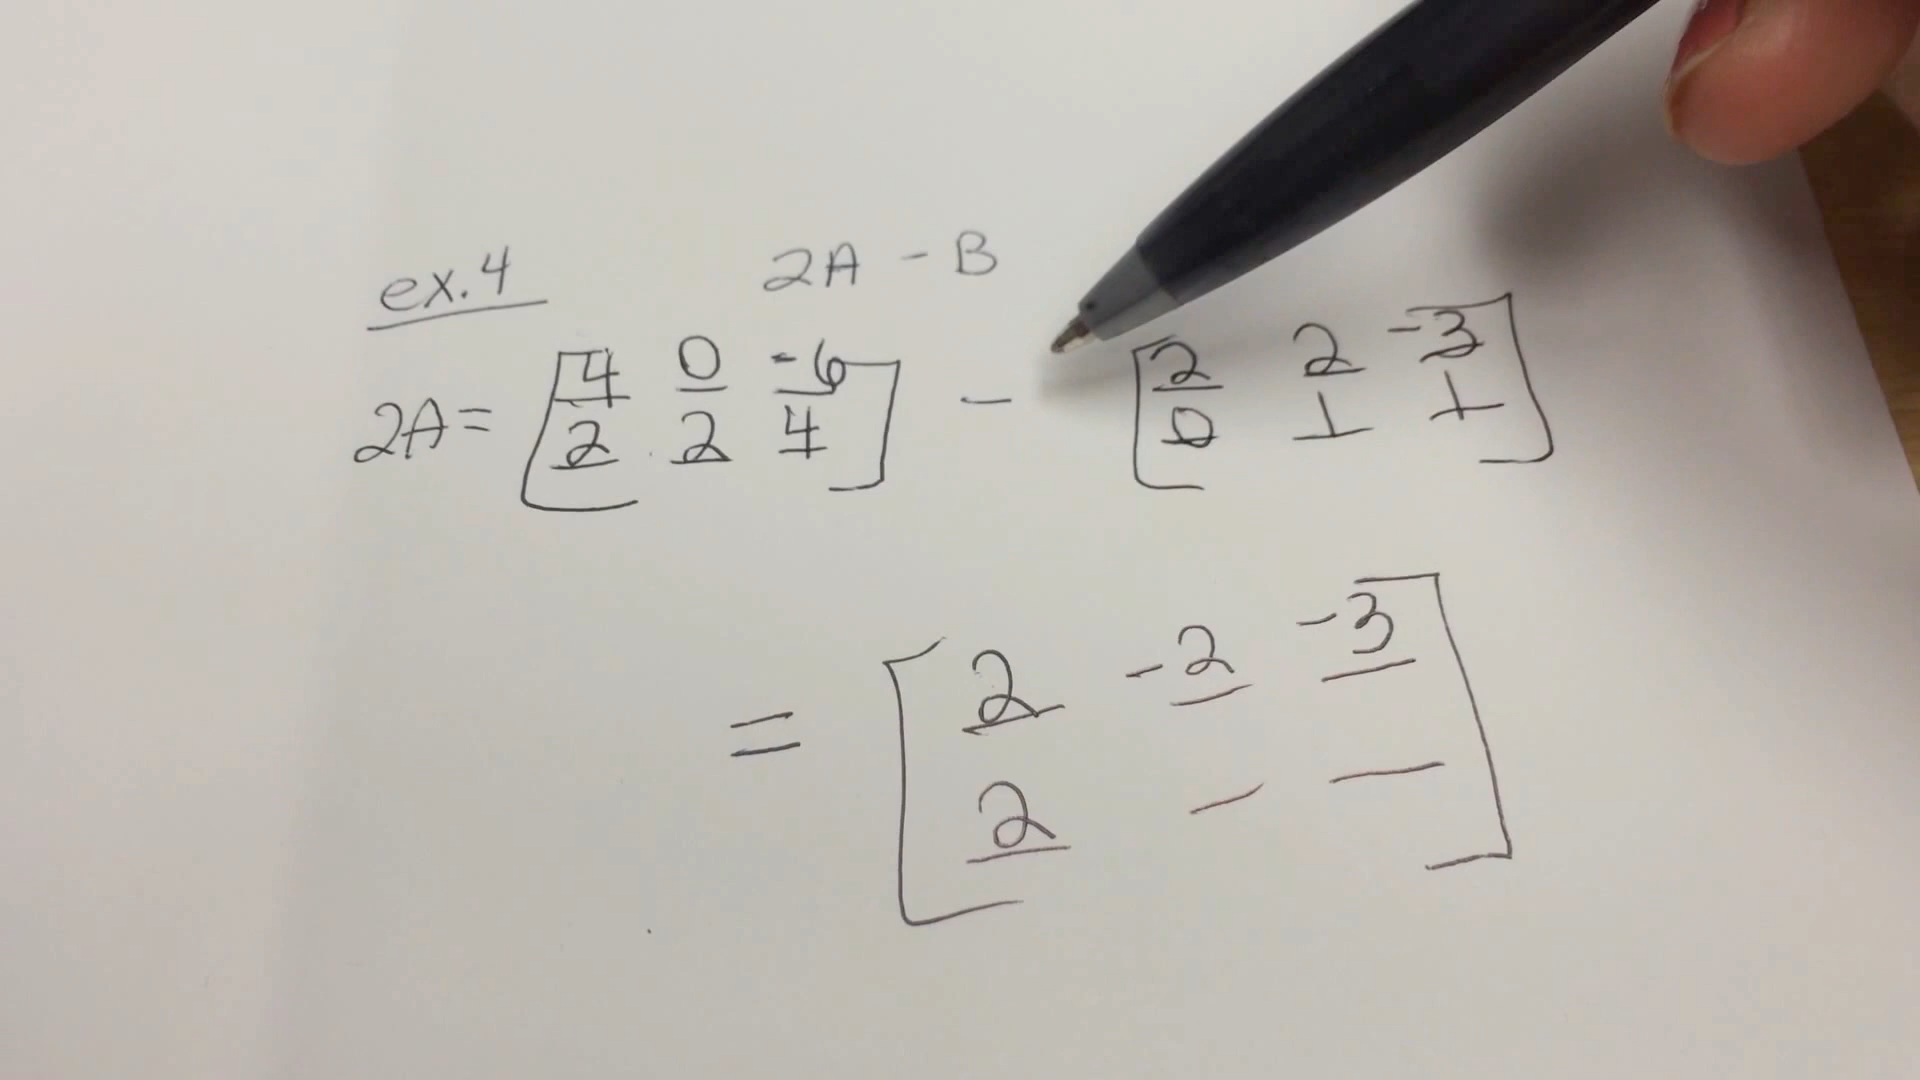 ex.4 2A - B
4 0 -6 2 2 -3
2A = [ ] - [ ]
2 2 4 0 1 1
2 -2 -3
= [ ]
2 _ _